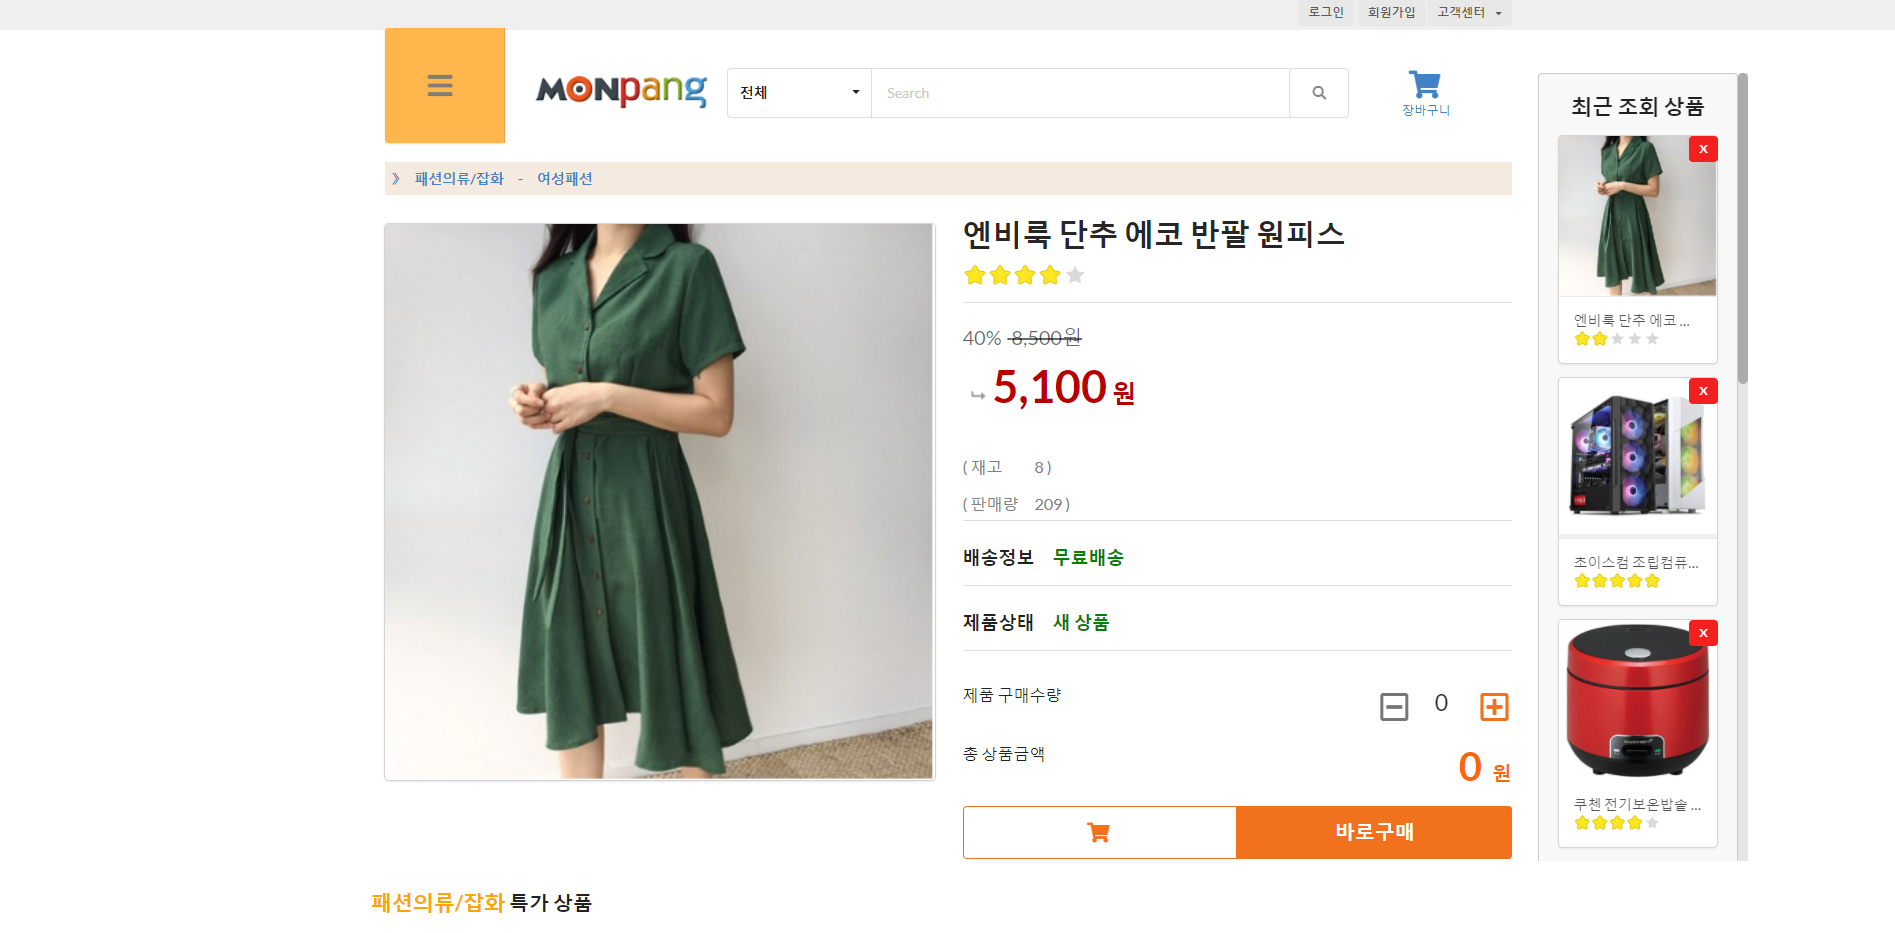 로그인 회원가입 고객센터
MONpang
전체 Search
장바구니
최근 조회 상품
》 패션의류/잡화 - 여성패션
엔비룩 단추 에코 반팔 원피스
40% 8,500원
5,100 원
( 재고 8 )
( 판매량 209 )
배송정보 무료배송
제품상태 새 상품
제품 구매수량 0
총 상품금액
0 원
바로구매
x
엔비룩 단추 에코 ...
x
초이스컴 조립컴퓨...
x
쿠첸 전기보온밥솥 ...
패션의류/잡화 특가 상품